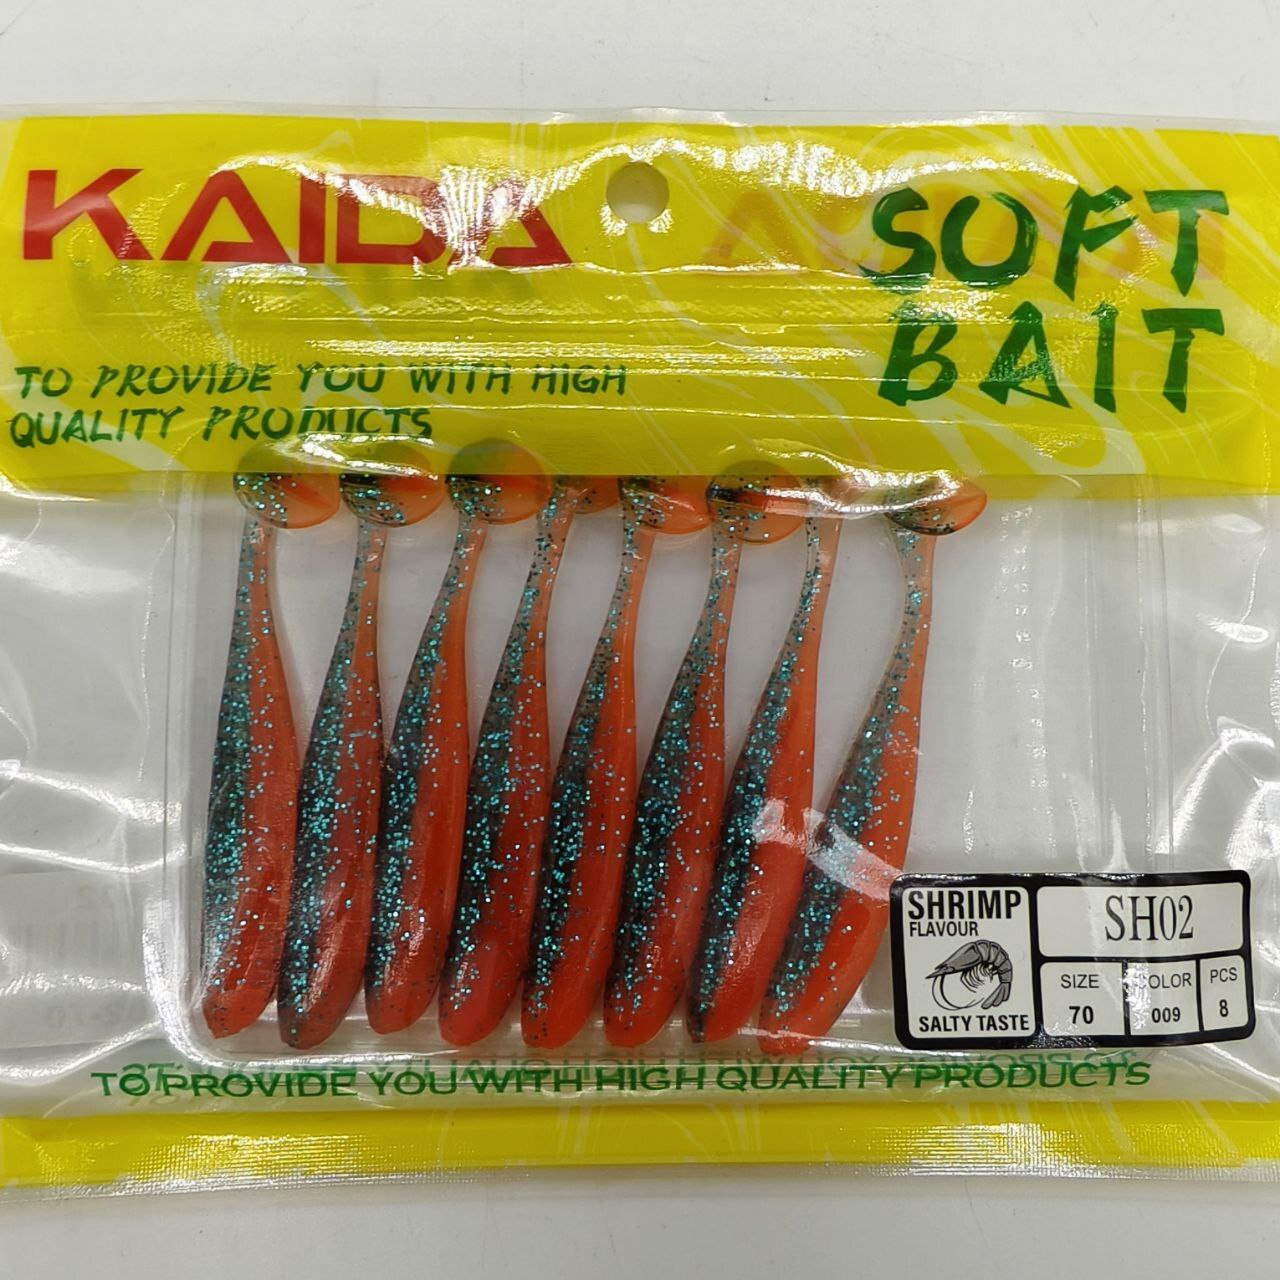 KAIDA
SOFT
BAIT
TO PROVIDE YOU WITH HIGH
QUALITY PRODUCTS
SHRIMP
FLAVOUR
SALTY TASTE
SH02
SIZE
COLOR
PCS
70
009
8
TO PROVIDE YOU WITH HIGH QUALITY PRODUCTS